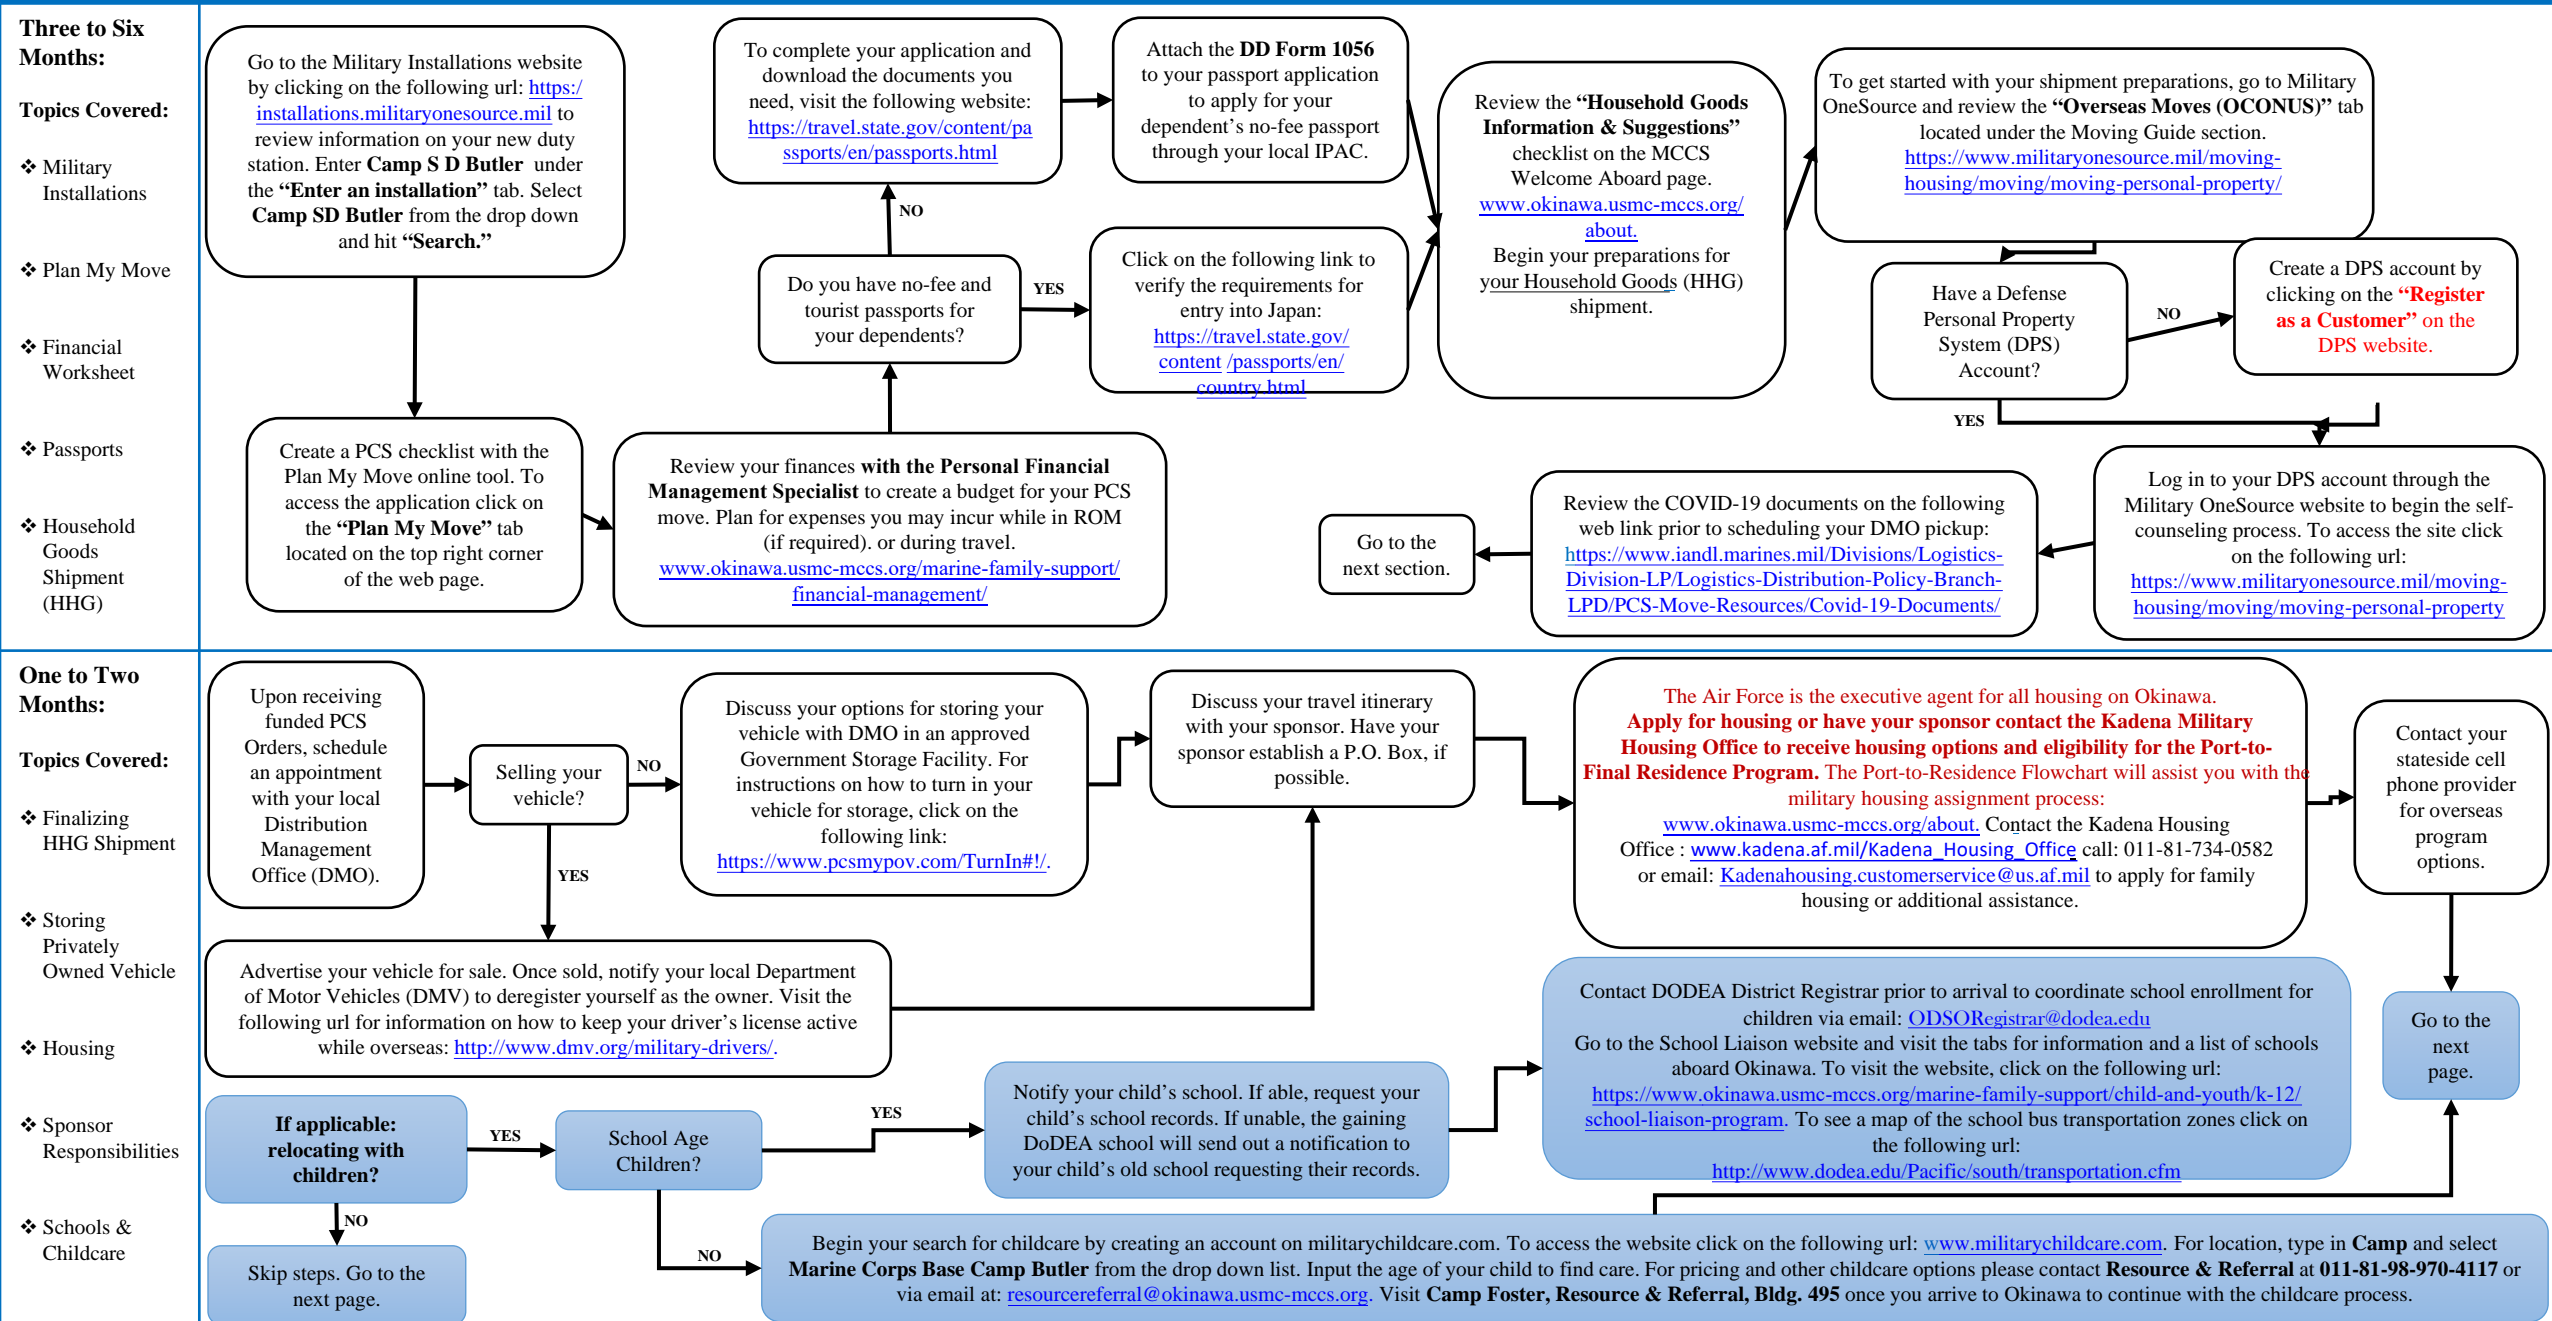 Three to Six
Months:
Topics Covered:
❖ Military
Installations
❖ Plan My Move
❖ Financial
Worksheet
❖ Passports
❖ Household
Goods
Shipment
(HHG)
Go to the Military Installations website
by clicking on the following url: https:/
installations.militaryonesource.mil to
review information on your new duty
station. Enter Camp S D Butler under
the “Enter an installation” tab. Select
Camp SD Butler from the drop down
and hit “Search.”
Create a PCS checklist with the
Plan My Move online tool. To
access the application click on
the “Plan My Move” tab
located on the top right corner
of the web page.
Review your finances with the Personal Financial
Management Specialist to create a budget for your PCS
move. Plan for expenses you may incur while in ROM
(if required). or during travel.
www.okinawa.usmc-mccs.org/marine-family-support/
financial-management/
Do you have no-fee and
tourist passports for
your dependents?
NO
YES
To complete your application and
download the documents you
need, visit the following website:
https://travel.state.gov/content/pa
ssports/en/passports.html
Attach the DD Form 1056
to your passport application
to apply for your
dependent’s no-fee passport
through your local IPAC.
Click on the following link to
verify the requirements for
entry into Japan:
https://travel.state.gov/
content /passports/en/
country.html
Review the “Household Goods
Information & Suggestions”
checklist on the MCCS
Welcome Aboard page.
www.okinawa.usmc-mccs.org/
about.
Begin your preparations for
your Household Goods (HHG)
shipment.
To get started with your shipment preparations, go to Military
OneSource and review the “Overseas Moves (OCONUS)” tab
located under the Moving Guide section.
https://www.militaryonesource.mil/moving-
housing/moving/moving-personal-property/
Have a Defense
Personal Property
System (DPS)
Account?
NO
YES
Create a DPS account by
clicking on the “Register
as a Customer” on the
DPS website.
Log in to your DPS account through the
Military OneSource website to begin the self-
counseling process. To access the site click
on the following url:
https://www.militaryonesource.mil/moving-
housing/moving/moving-personal-property
Review the COVID-19 documents on the following
web link prior to scheduling your DMO pickup:
https://www.iandl.marines.mil/Divisions/Logistics-
Division-LP/Logistics-Distribution-Policy-Branch-
LPD/PCS-Move-Resources/Covid-19-Documents/
Go to the
next section.
One to Two
Months:
Topics Covered:
❖ Finalizing
HHG Shipment
❖ Storing
Privately
Owned Vehicle
❖ Housing
❖ Sponsor
Responsibilities
❖ Schools &
Childcare
Upon receiving
funded PCS
Orders, schedule
an appointment
with your local
Distribution
Management
Office (DMO).
Selling your
vehicle?
NO
YES
Discuss your options for storing your
vehicle with DMO in an approved
Government Storage Facility. For
instructions on how to turn in your
vehicle for storage, click on the
following link:
https://www.pcsmypov.com/TurnIn#!/.
Advertise your vehicle for sale. Once sold, notify your local Department
of Motor Vehicles (DMV) to deregister yourself as the owner. Visit the
following url for information on how to keep your driver’s license active
while overseas: http://www.dmv.org/military-drivers/.
Discuss your travel itinerary
with your sponsor. Have your
sponsor establish a P.O. Box, if
possible.
The Air Force is the executive agent for all housing on Okinawa.
Apply for housing or have your sponsor contact the Kadena Military
Housing Office to receive housing options and eligibility for the Port-to-
Final Residence Program. The Port-to-Residence Flowchart will assist you with the
military housing assignment process:
www.okinawa.usmc-mccs.org/about. Contact the Kadena Housing
Office : www.kadena.af.mil/Kadena_Housing_Office call: 011-81-734-0582
or email: Kadenahousing.customerservice@us.af.mil to apply for family
housing or additional assistance.
Contact your
stateside cell
phone provider
for overseas
program
options.
Go to the
next
page.
If applicable:
relocating with
children?
YES
NO
Skip steps. Go to the
next page.
School Age
Children?
YES
NO
Notify your child’s school. If able, request your
child’s school records. If unable, the gaining
DoDEA school will send out a notification to
your child’s old school requesting their records.
Contact DODEA District Registrar prior to arrival to coordinate school enrollment for
children via email: ODSORegistrar@dodea.edu
Go to the School Liaison website and visit the tabs for information and a list of schools
aboard Okinawa. To visit the website, click on the following url:
https://www.okinawa.usmc-mccs.org/marine-family-support/child-and-youth/k-12/
school-liaison-program. To see a map of the school bus transportation zones click on
the following url:
http://www.dodea.edu/Pacific/south/transportation.cfm
Begin your search for childcare by creating an account on militarychildcare.com. To access the website click on the following url: www.militarychildcare.com. For location, type in Camp and select
Marine Corps Base Camp Butler from the drop down list. Input the age of your child to find care. For pricing and other childcare options please contact Resource & Referral at 011-81-98-970-4117 or
via email at: resourcereferral@okinawa.usmc-mccs.org. Visit Camp Foster, Resource & Referral, Bldg. 495 once you arrive to Okinawa to continue with the childcare process.